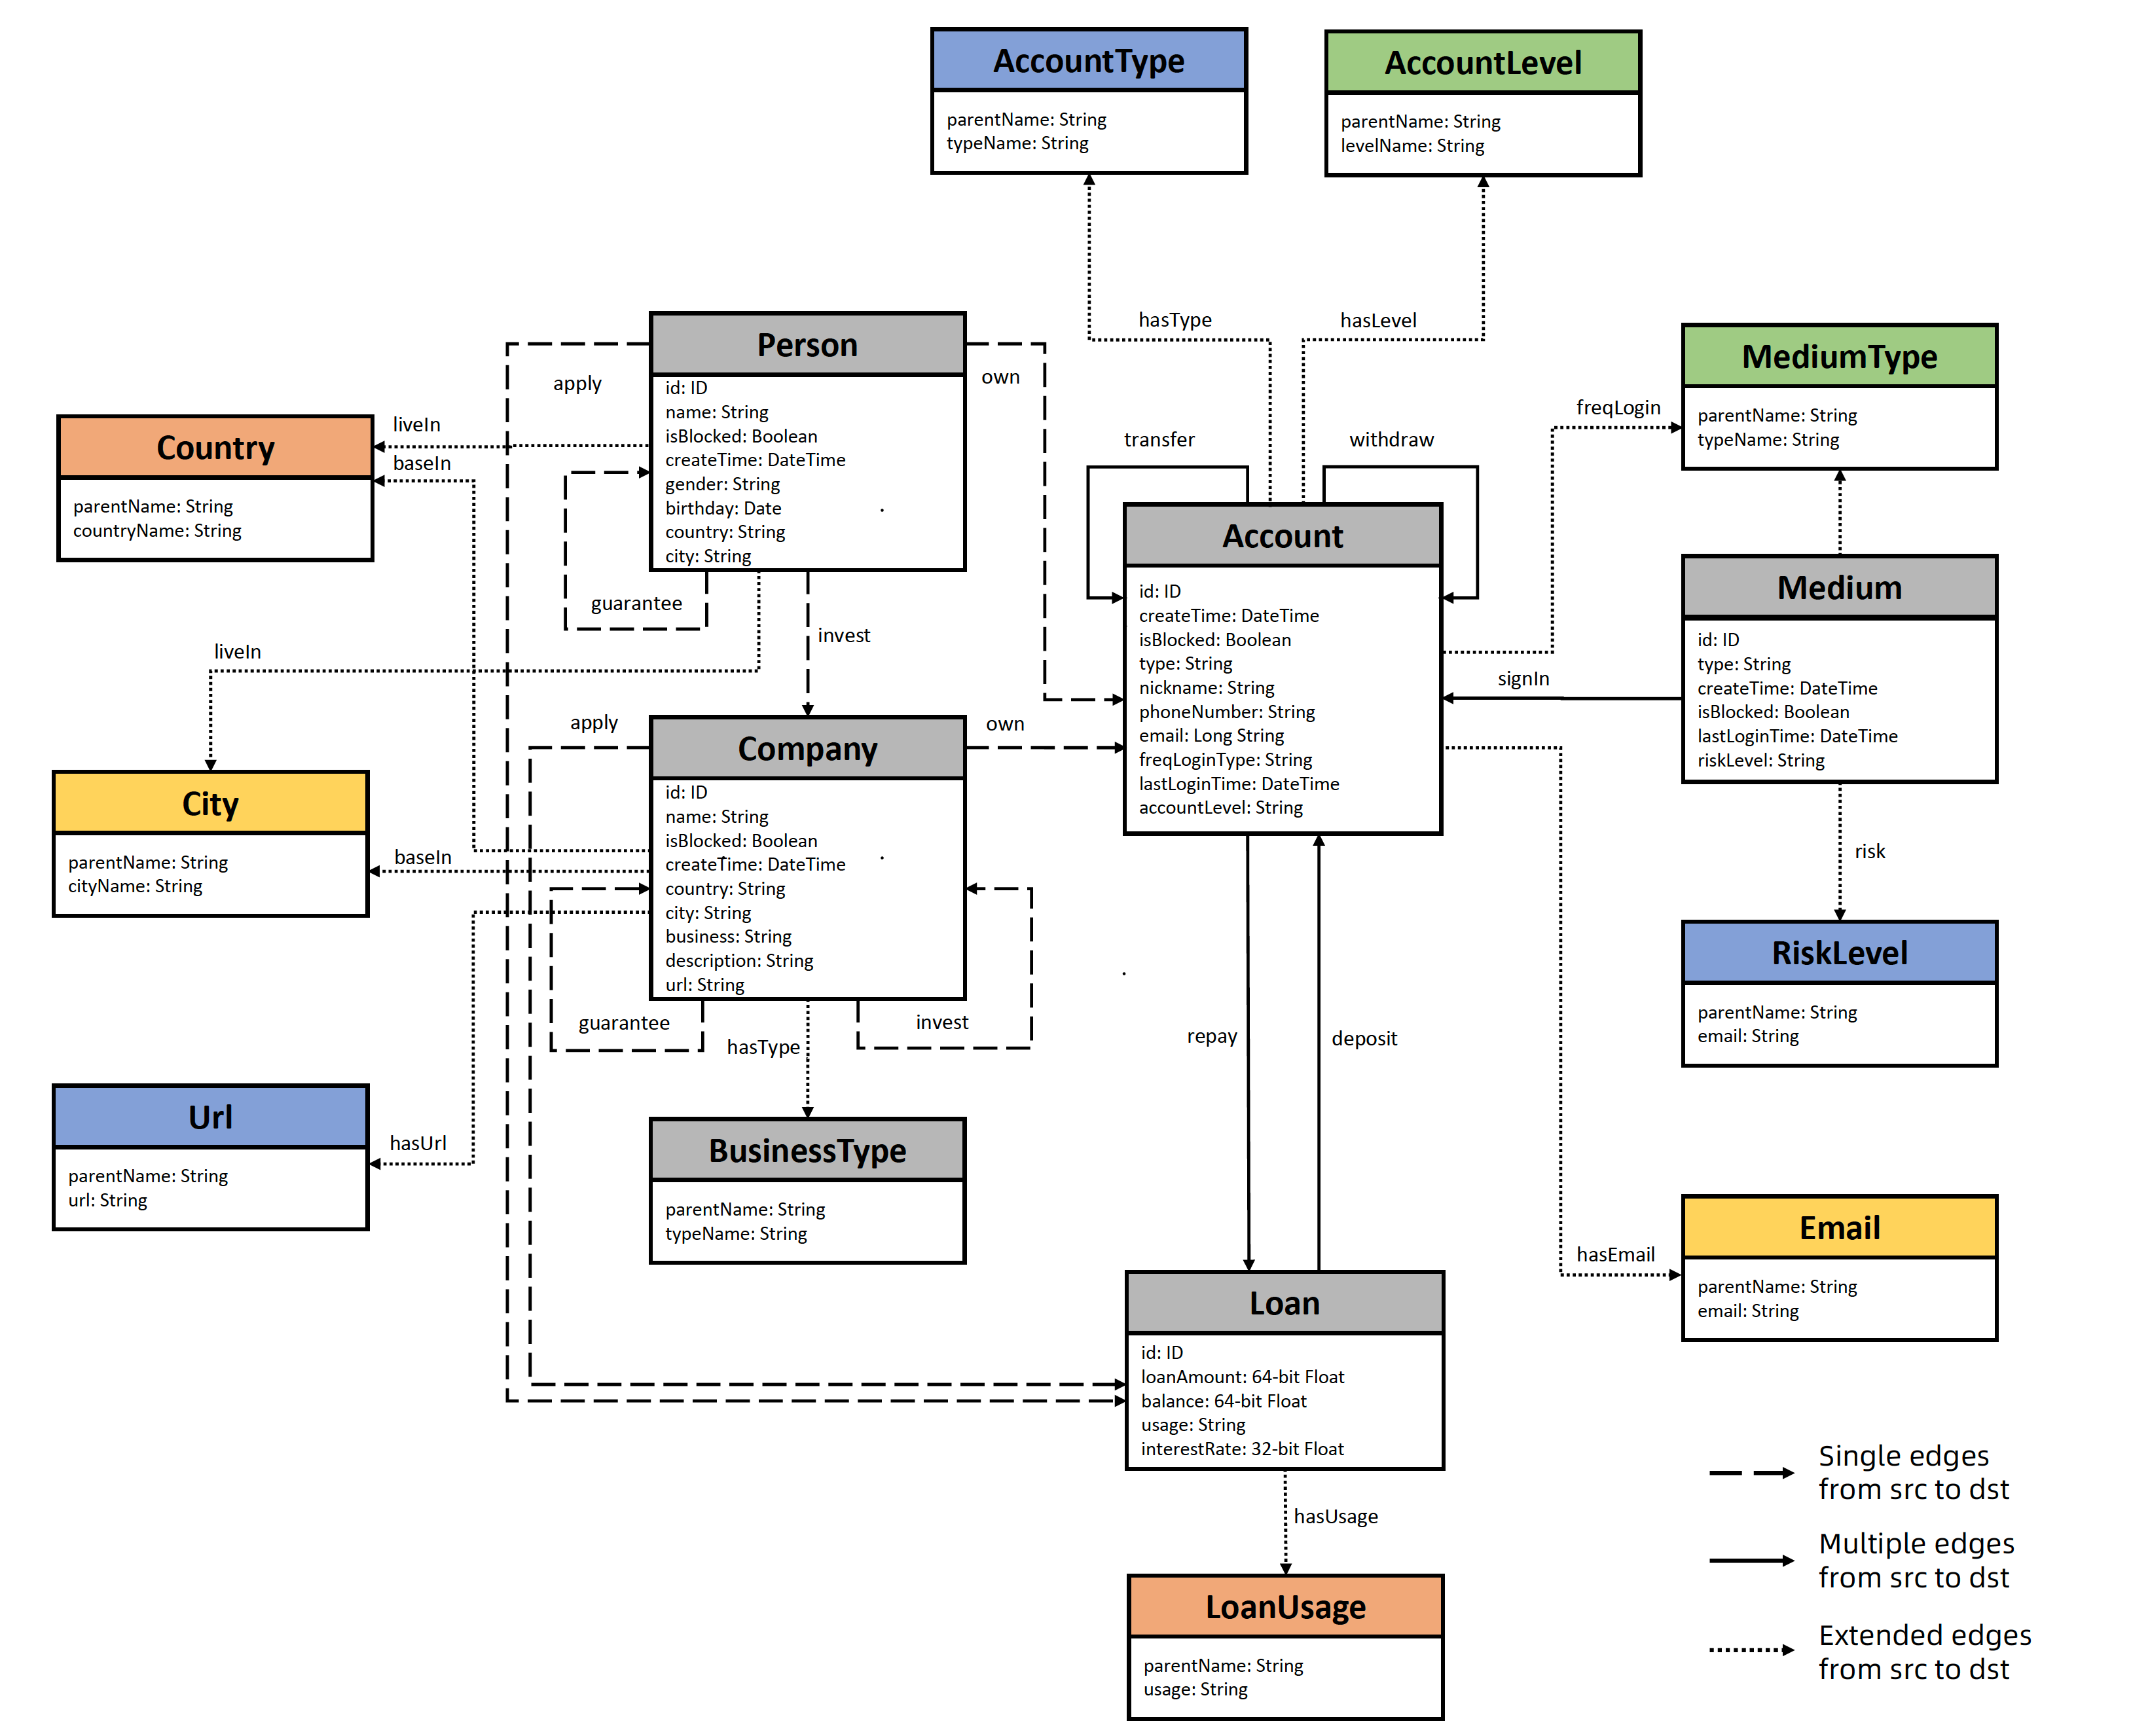 AccountType
parentName: String
typeName: String
AccountLevel
parentName: String
levelName: String
hasType
hasLevel
Person
id: ID
name: String
isBlocked: Boolean
createTime: DateTime
gender: String
birthday: Date
country: String
city: String
apply
own
liveIn
baseIn
guarantee
invest
liveIn
Country
parentName: String
countryName: String
transfer
withdraw
freqLogin
MediumType
parentName: String
typeName: String
Account
id: ID
createTime: DateTime
isBlocked: Boolean
type: String
nickname: String
phoneNumber: String
email: Long String
freqLoginType: String
lastLoginTime: DateTime
accountLevel: String
signIn
Medium
id: ID
type: String
createTime: DateTime
isBlocked: Boolean
lastLoginTime: DateTime
riskLevel: String
risk
apply
own
Company
id: ID
name: String
isBlocked: Boolean
createTime: DateTime
country: String
city: String
business: String
description: String
url: String
City
parentName: String
cityName: String
baseIn
guarantee
hasType
invest
repay
deposit
RiskLevel
parentName: String
email: String
Url
parentName: String
url: String
hasUrl
BusinessType
parentName: String
typeName: String
hasEmail
Email
parentName: String
email: String
Loan
id: ID
loanAmount: 64-bit Float
balance: 64-bit Float
usage: String
interestRate: 32-bit Float
hasUsage
LoanUsage
parentName: String
usage: String
Single edges
from src to dst
Multiple edges
from src to dst
Extended edges
from src to dst